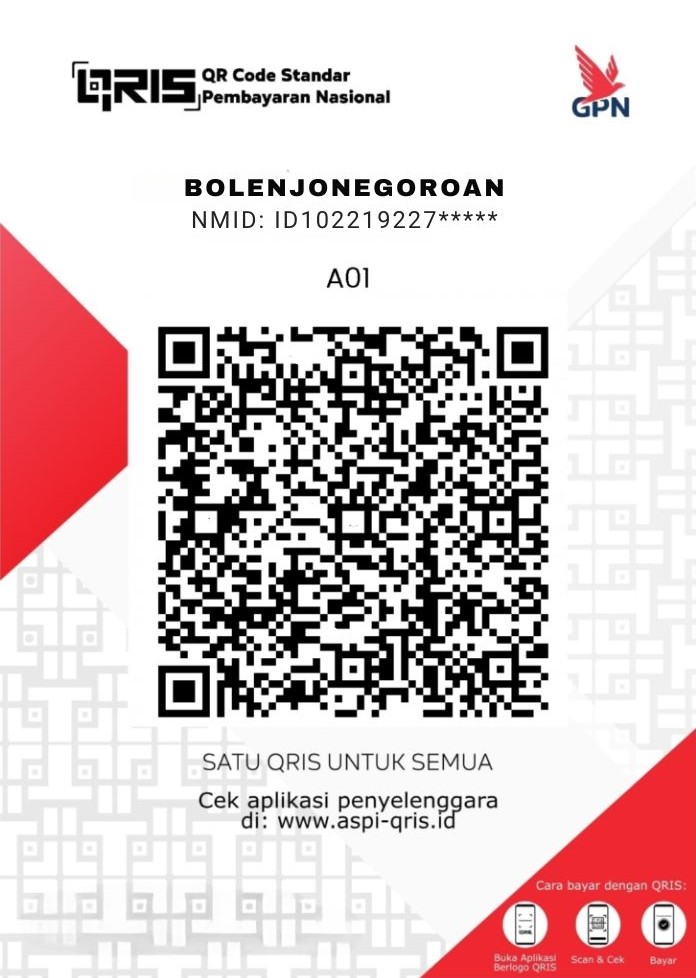 QRIS QR Code Standar
Pembayaran Nasional
GPN
BOLENJONEGOROAN
NMID: ID102219227*****
A01
SATU QRIS UNTUK SEMUA
Cek aplikasi penyelenggara
di: www.aspi-qris.id
Cara bayar dengan QRIS:
Buka Aplikasi
Berlogo QRIS
Scan & Cek
Bayar